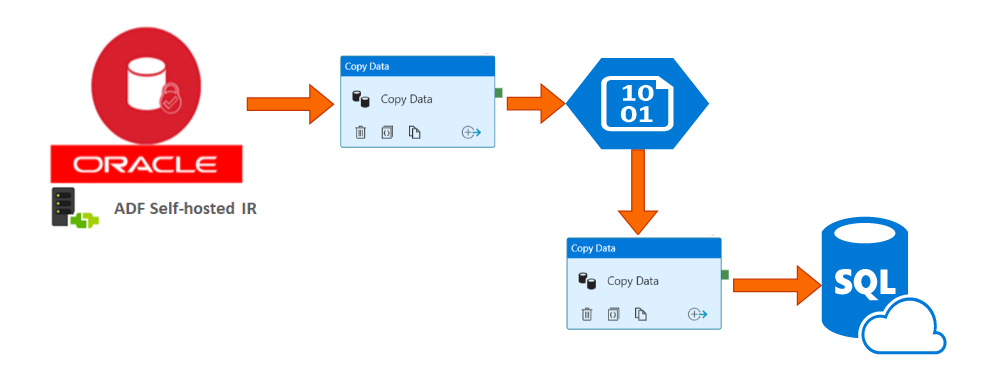 Copy Data
Copy Data
10
01
ORACLE
ADF Self-hosted IR
Copy Data
Copy Data
SQL